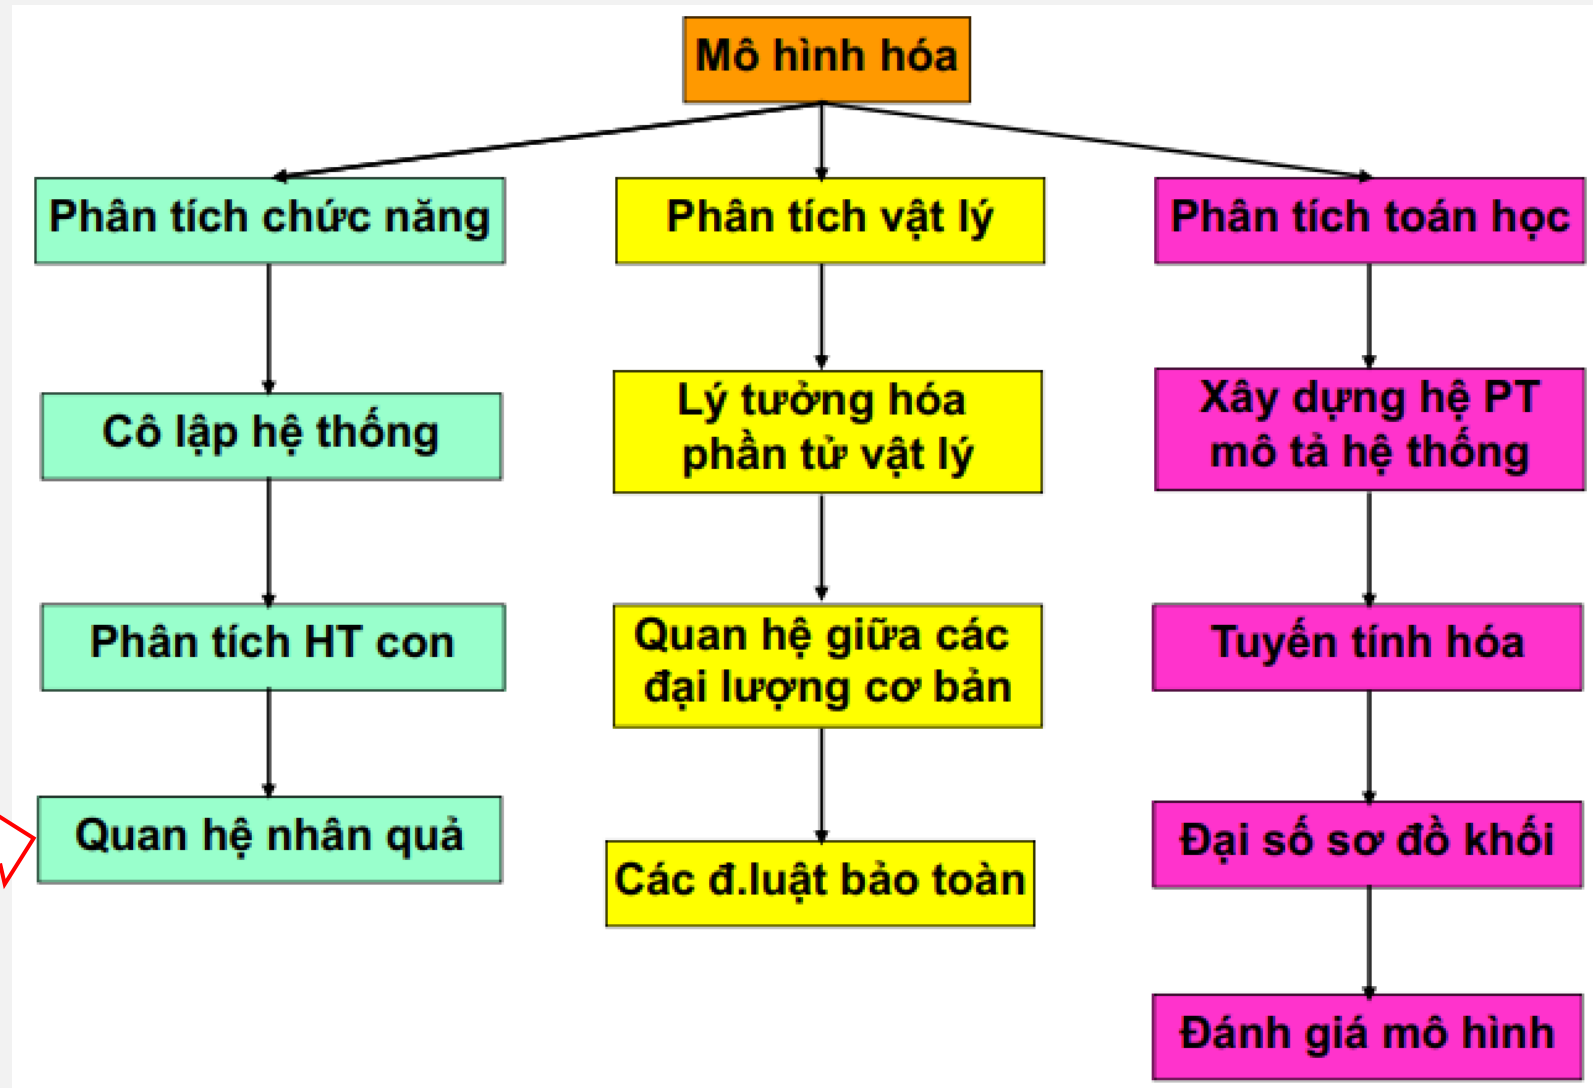 Mô hình hóa
Phân tích chức năng
Cô lập hệ thống
Phân tích HT con
Quan hệ nhân quả
Phân tích vật lý
Lý tưởng hóa
phần tử vật lý
Quan hệ giữa các
đại lượng cơ bản
Các đ.luật bảo toàn
Phân tích toán học
Xây dựng hệ PT
mô tả hệ thống
Tuyến tính hóa
Đại số sơ đồ khối
Đánh giá mô hình